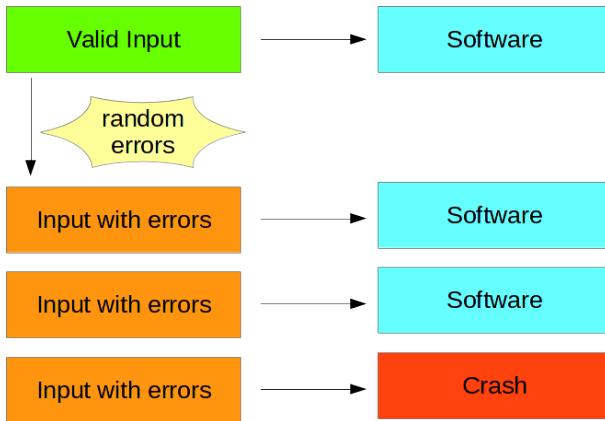 Valid Input
Software
random
errors
Input with errors
Software
Input with errors
Software
Input with errors
Crash